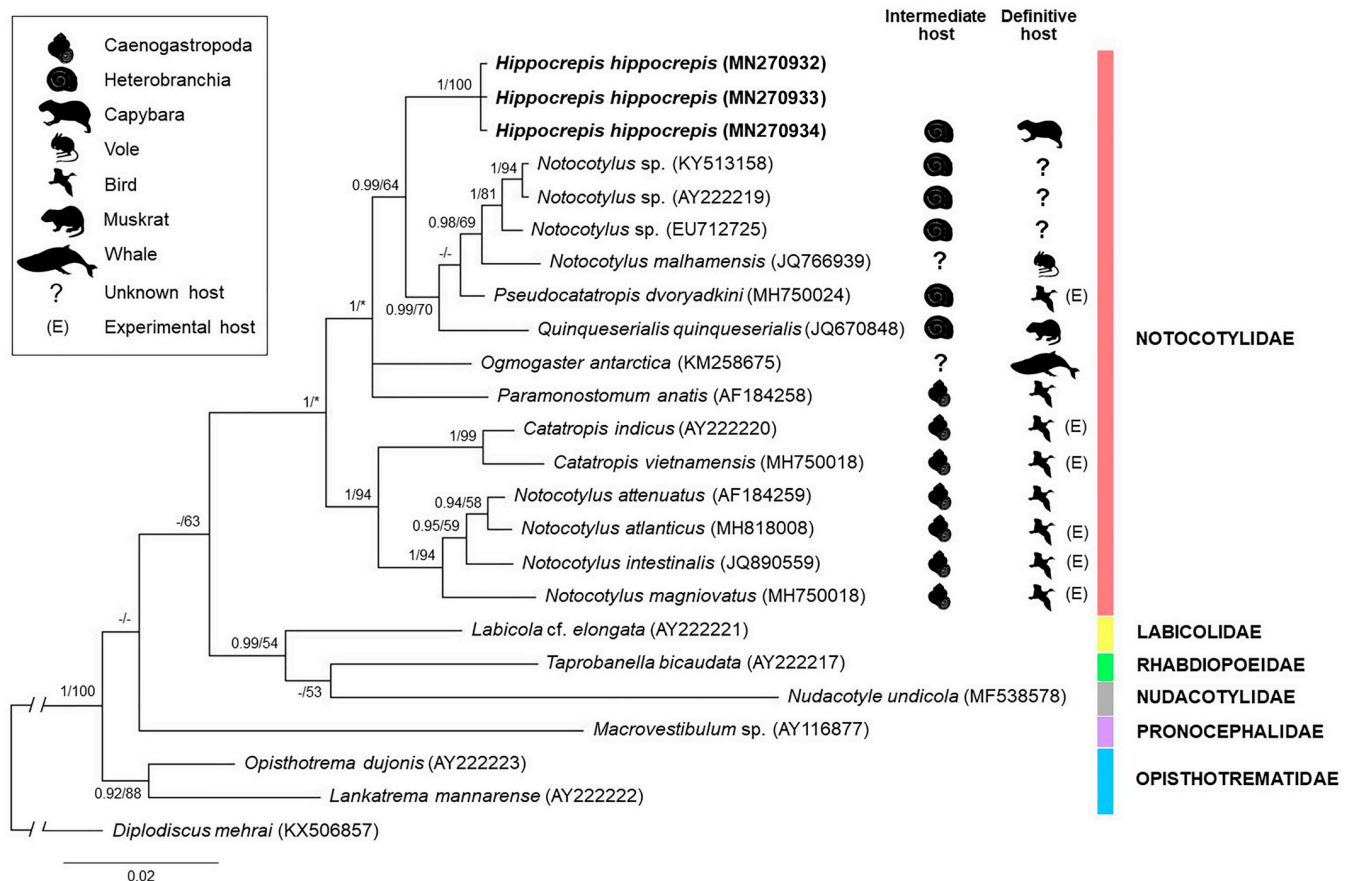 Caenogastropoda
Heterobranchia
Capybara
Vole
Bird
Muskrat
Whale
? Unknown host
(E) Experimental host
Intermediate host
Definitive host
Hippocrepis hippocrepis (MN270932)
1/100
Hippocrepis hippocrepis (MN270933)
Hippocrepis hippocrepis (MN270934)
1/94
Notocotylus sp. (KY513158) ?
0.99/64
1/81
Notocotylus sp. (AY222219) ?
0.98/69
Notocotylus sp. (EU712725) ?
-/-
Notocotylus malhamensis (JQ766939) ?
0.99/70
Pseudocatatropis dvoryadkini (MH750024) (E)
1/*
Quinqueserialis quinqueserialis (JQ670848)
NOTOCOTYLIDAE
Ogmogaster antarctica (KM258675) ?
Paramonostomum anatis (AF184258)
1/*
Catatropis indicus (AY222220) (E)
1/99
Catatropis vietnamensis (MH750018) (E)
1/94
Notocotylus attenuatus (AF184259)
0.94/58
0.95/59
Notocotylus atlanticus (MH818008) (E)
-/63
1/94
Notocotylus intestinalis (JQ890559) (E)
Notocotylus magniovatus (MH750018) (E)
-/-
Labicola cf. elongata (AY222221)
LABICOLIDAE
0.99/54
Taprobanella bicaudata (AY222217)
RHABDIOPOEIDAE
-/53
Nudacotyle undicola (MF538578)
NUDACOTYLIDAE
1/100
Macrovestibulum sp. (AY116877)
PRONOCEPHALIDAE
Opisthotrema dujonis (AY222223)
OPISTHOTREMATIDAE
0.92/88
Lankatrema mannarense (AY222222)
Diplodiscus mehrai (KX506857)
0.02